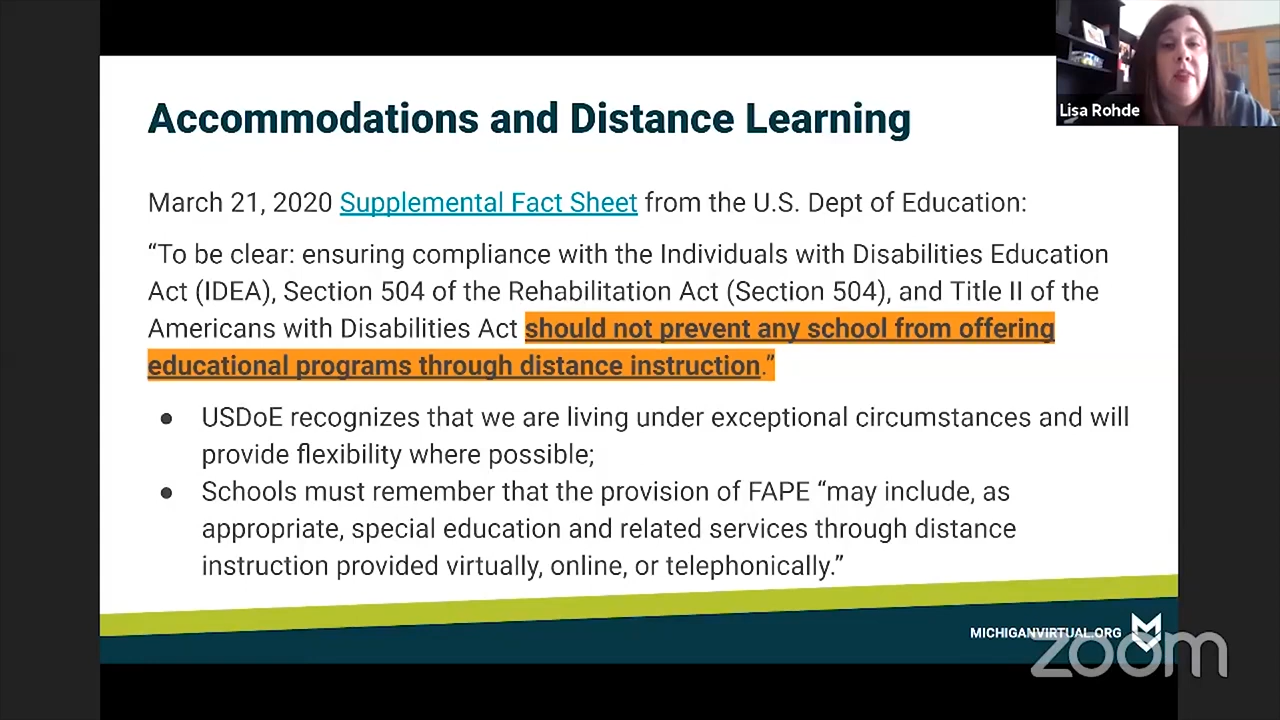 Lisa Rohde
Accommodations and Distance Learning
March 21, 2020 Supplemental Fact Sheet from the U.S. Dept of Education:
“To be clear: ensuring compliance with the Individuals with Disabilities Education
Act (IDEA), Section 504 of the Rehabilitation Act (Section 504), and Title II of the
Americans with Disabilities Act should not prevent any school from offering
educational programs through distance instruction.”
● USDoE recognizes that we are living under exceptional circumstances and will
provide flexibility where possible;
● Schools must remember that the provision of FAPE “may include, as
appropriate, special education and related services through distance
instruction provided virtually, online, or telephonically.”
MICHIGANVIRTUAL.ORG
zoom